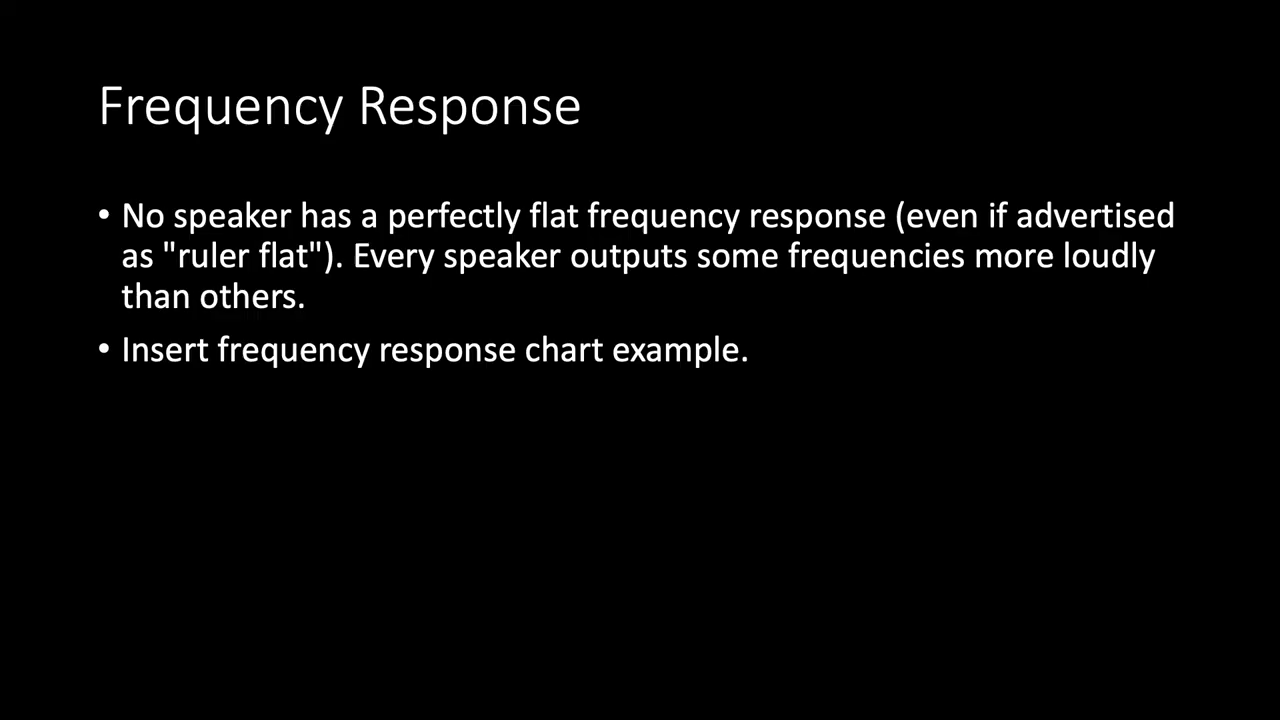 Frequency Response
• No speaker has a perfectly flat frequency response (even if advertised
as "ruler flat"). Every speaker outputs some frequencies more loudly
than others.
• Insert frequency response chart example.